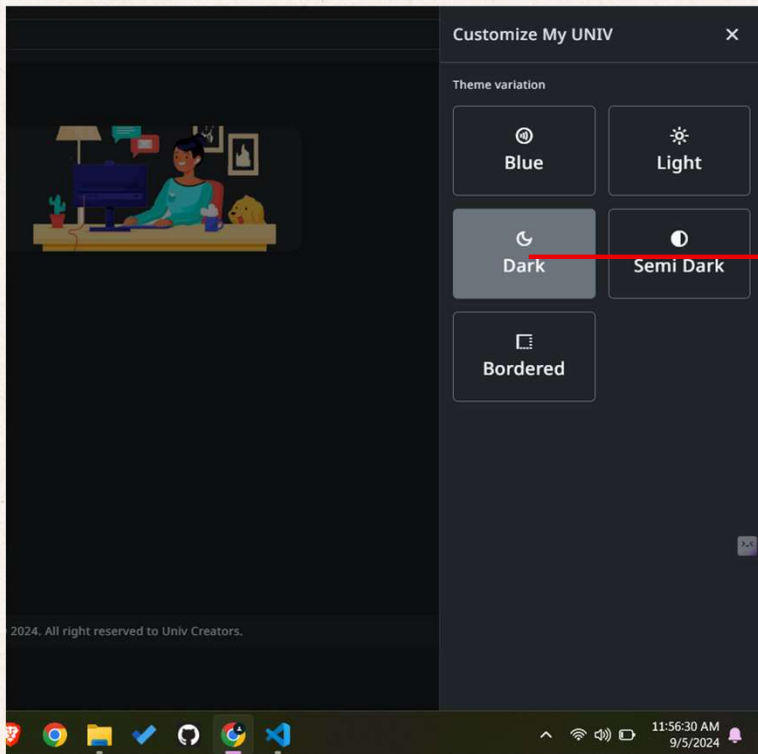 Customize My UNIV
Theme variation
Blue
Light
Dark
Semi Dark
Bordered
2024. All right reserved to Univ Creators.
11:56:30 AM
9/5/2024